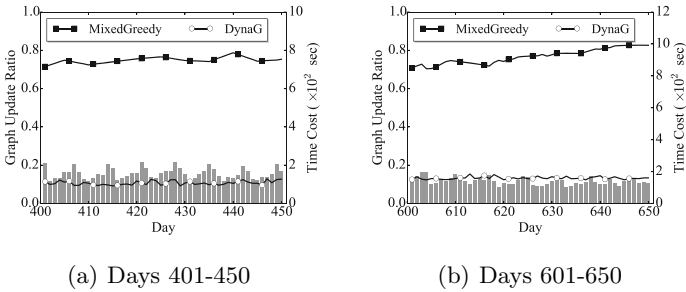 1.0
0.8
0.6
0.4
0.2
0.0
Graph Update Ratio
MixedGreedy
DynaG
10
8
6
4
2
0
Time Cost ( ×10² sec)
401 410 420 430 440 450
Day
(a) Days 401-450
1.0
0.8
0.6
0.4
0.2
0.0
Graph Update Ratio
MixedGreedy
DynaG
12
10
8
6
4
2
0
Time Cost ( ×10² sec)
600 610 620 630 640 650
Day
(b) Days 601-650